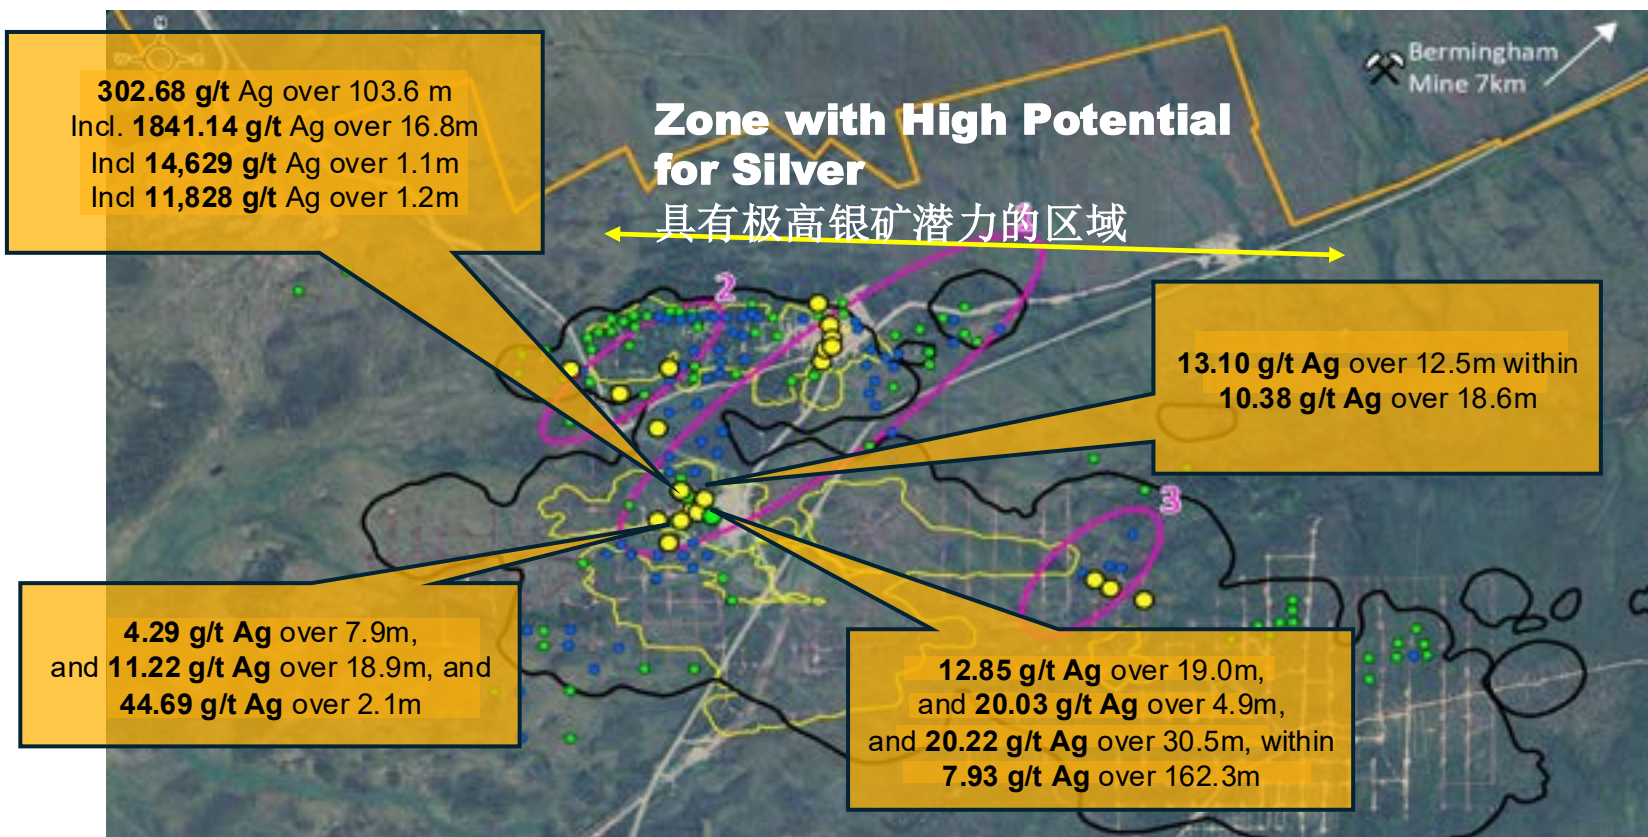 302.68 g/t Ag over 103.6 m
Incl. 1841.14 g/t Ag over 16.8m
Incl 14,629 g/t Ag over 1.1m
Incl 11,828 g/t Ag over 1.2m
Zone with High Potential
for Silver
具有极高银矿潜力的区域
Bermingham
Mine 7km
2
13.10 g/t Ag over 12.5m within
10.38 g/t Ag over 18.6m
3
4.29 g/t Ag over 7.9m,
and 11.22 g/t Ag over 18.9m, and
44.69 g/t Ag over 2.1m
12.85 g/t Ag over 19.0m,
and 20.03 g/t Ag over 4.9m,
and 20.22 g/t Ag over 30.5m, within
7.93 g/t Ag over 162.3m